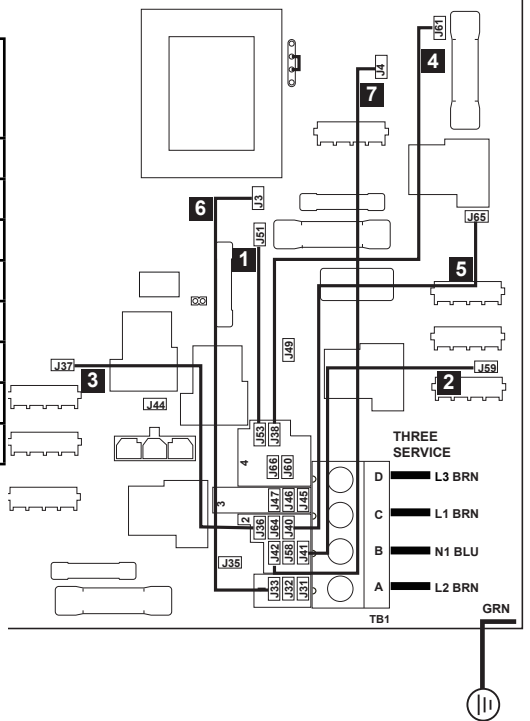 J61
J4
4
7
J3
6
J51
J65
1
5
J49
J37
J59
3
2
J44
J53
J38
THREE
SERVICE
4
J66
J60
D
L3 BRN
3
J47
J46
J45
C
L1 BRN
2
J36
J64
J40
J42
J58
J41
B
N1 BLU
J35
J33
J32
J31
A
L2 BRN
TB1
GRN